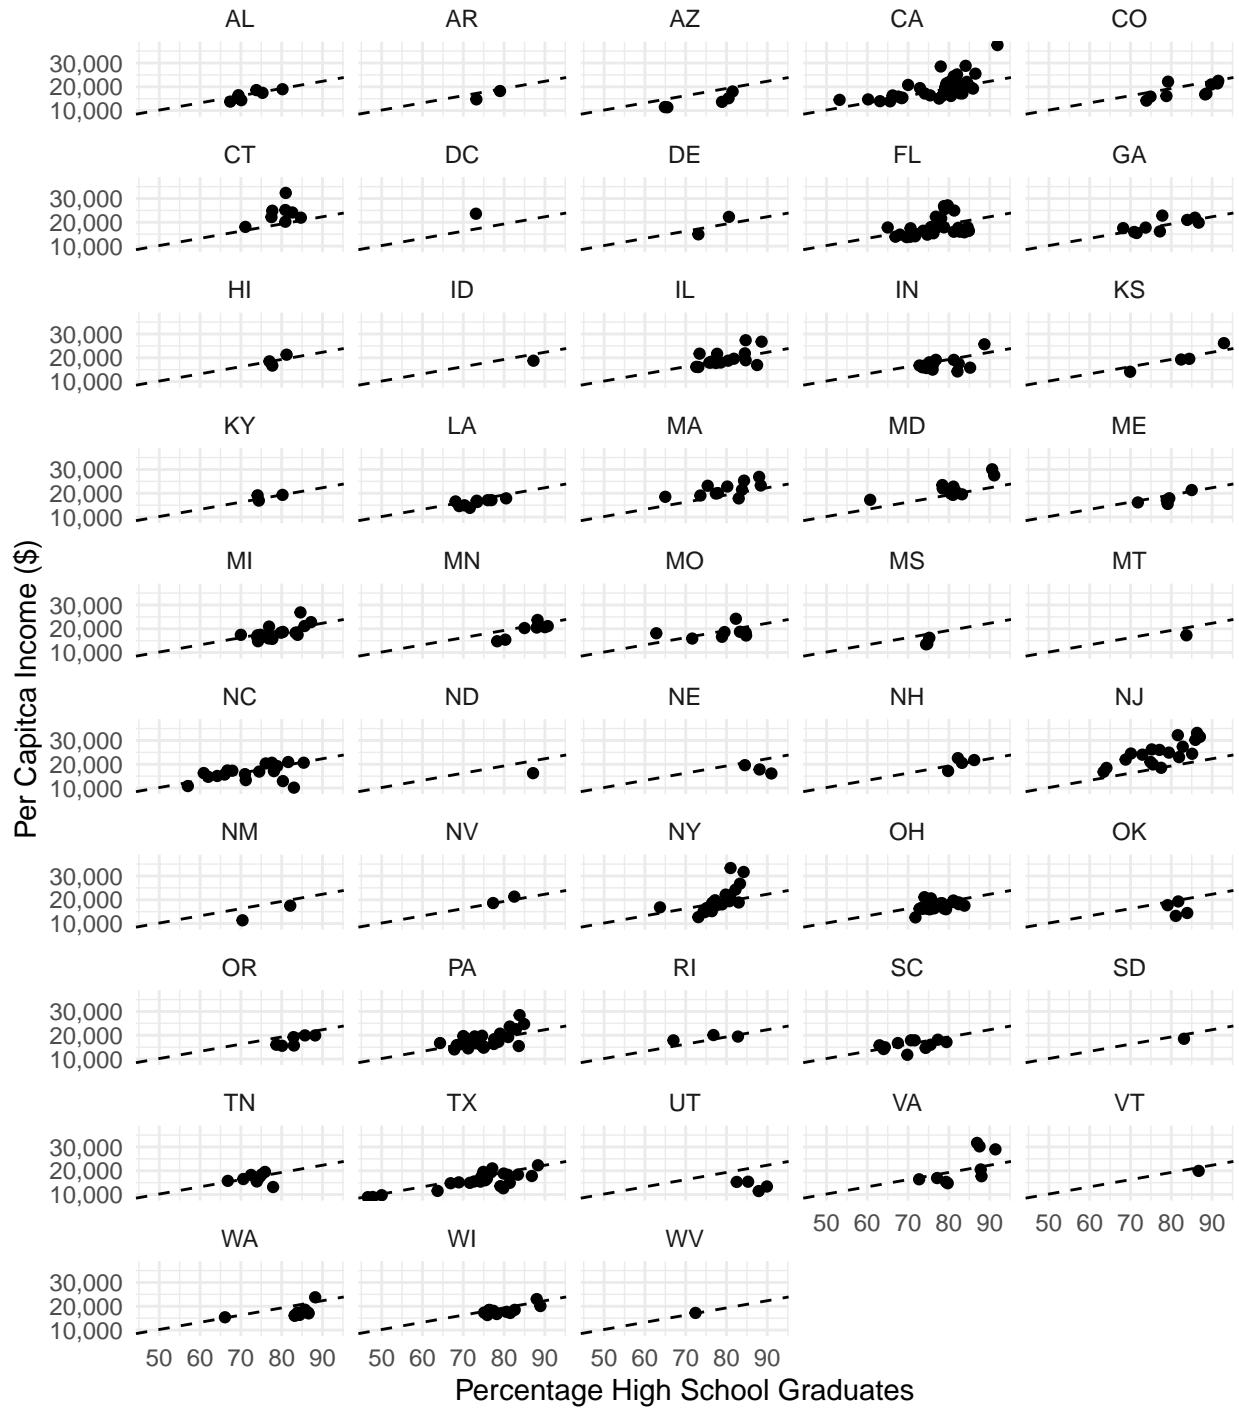 AL AR AZ CA CO
30,000
20,000
10,000
CT DC DE FL GA
30,000
20,000
10,000
HI ID IL IN KS
30,000
20,000
10,000
KY LA MA MD ME
30,000
20,000
10,000
MI MN MO MS MT
30,000
20,000
10,000
NC ND NE NH NJ
30,000
20,000
10,000
NM NV NY OH OK
30,000
20,000
10,000
OR PA RI SC SD
30,000
20,000
10,000
TN TX UT VA VT
30,000
20,000
10,000
50 60 70 80 90 50 60 70 80 90
WA WI WV
30,000
20,000
10,000
50 60 70 80 90 50 60 70 80 90 50 60 70 80 90
Percentage High School Graduates
Per Capitca Income ($)